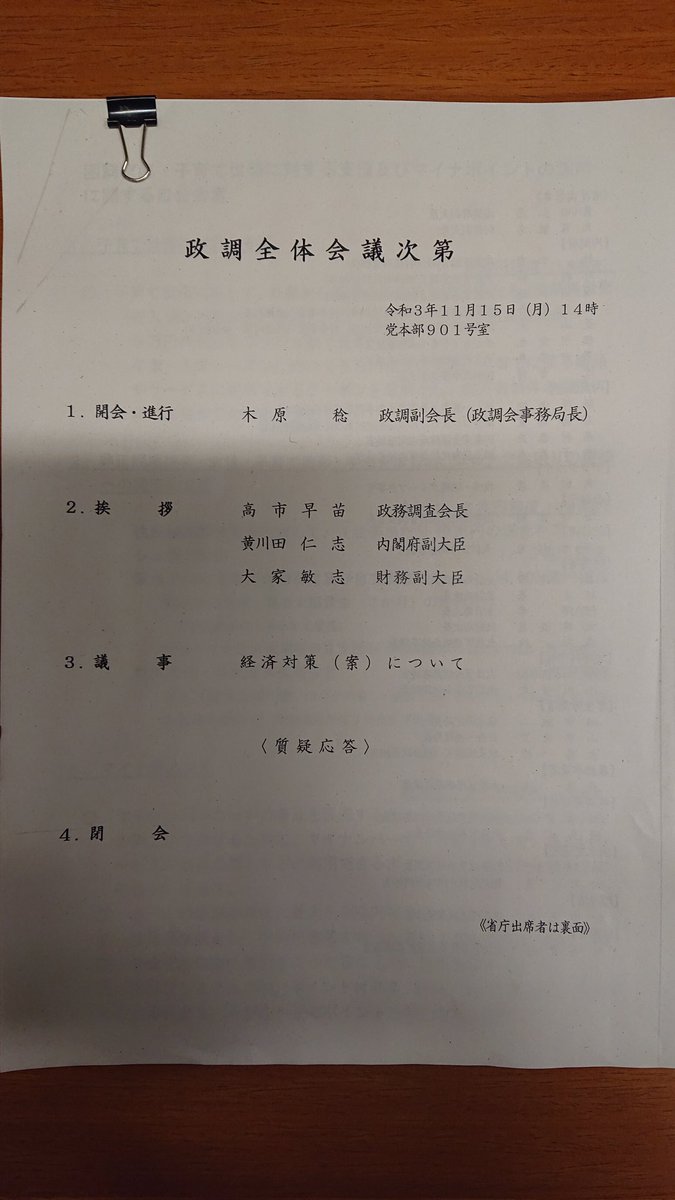 政調全体会議次第
令和3年11月15日（月）14時
党本部901号室
1．開会・進行　木原　稔　政調副会長（政調会事務局長）
2．挨拶　高市早苗　政務調査会長
黄川田仁志　内閣府副大臣
大家敏志　財務副大臣
3．議事　経済対策（案）について
〈質疑応答〉
4．閉会
《省庁出席者は裏面》